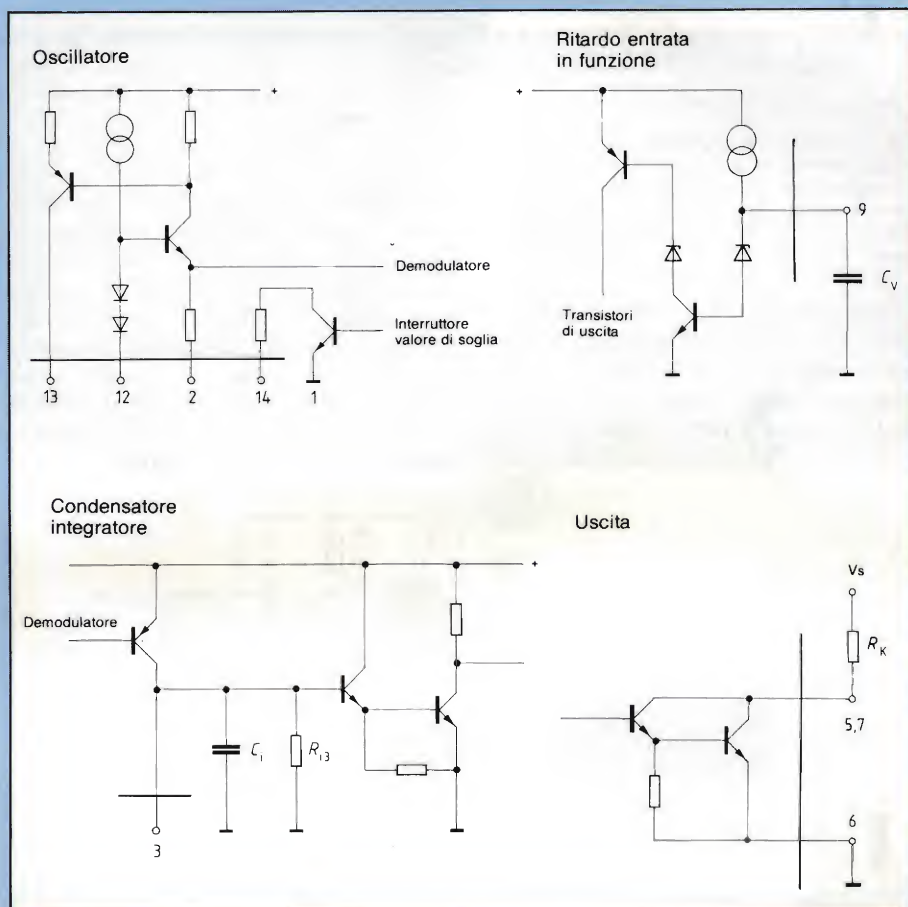 Oscillatore
+
Demodulatore
Interruttore
valore di soglia
13
12
2
14
1
Ritardo entrata
in funzione
+
9
Cv
Transistori
di uscita
Condensatore
integratore
+
Demodulatore
Ci
Ri3
3
Uscita
Vs
RK
5,7
6